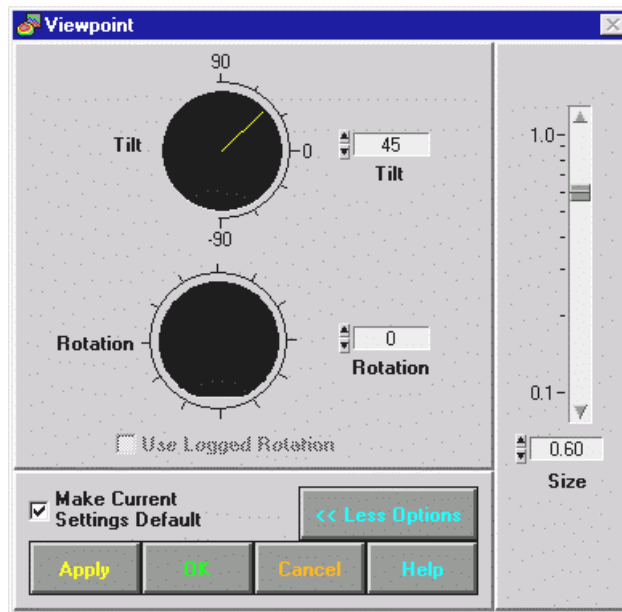 Viewpoint
90
Tilt
0
45
Tilt
-90
Rotation
0
Rotation
Use Logged Rotation
1.0
0.1
0.60
Size
Make Current
Settings Default
<< Less Options
Apply
OK
Cancel
Help